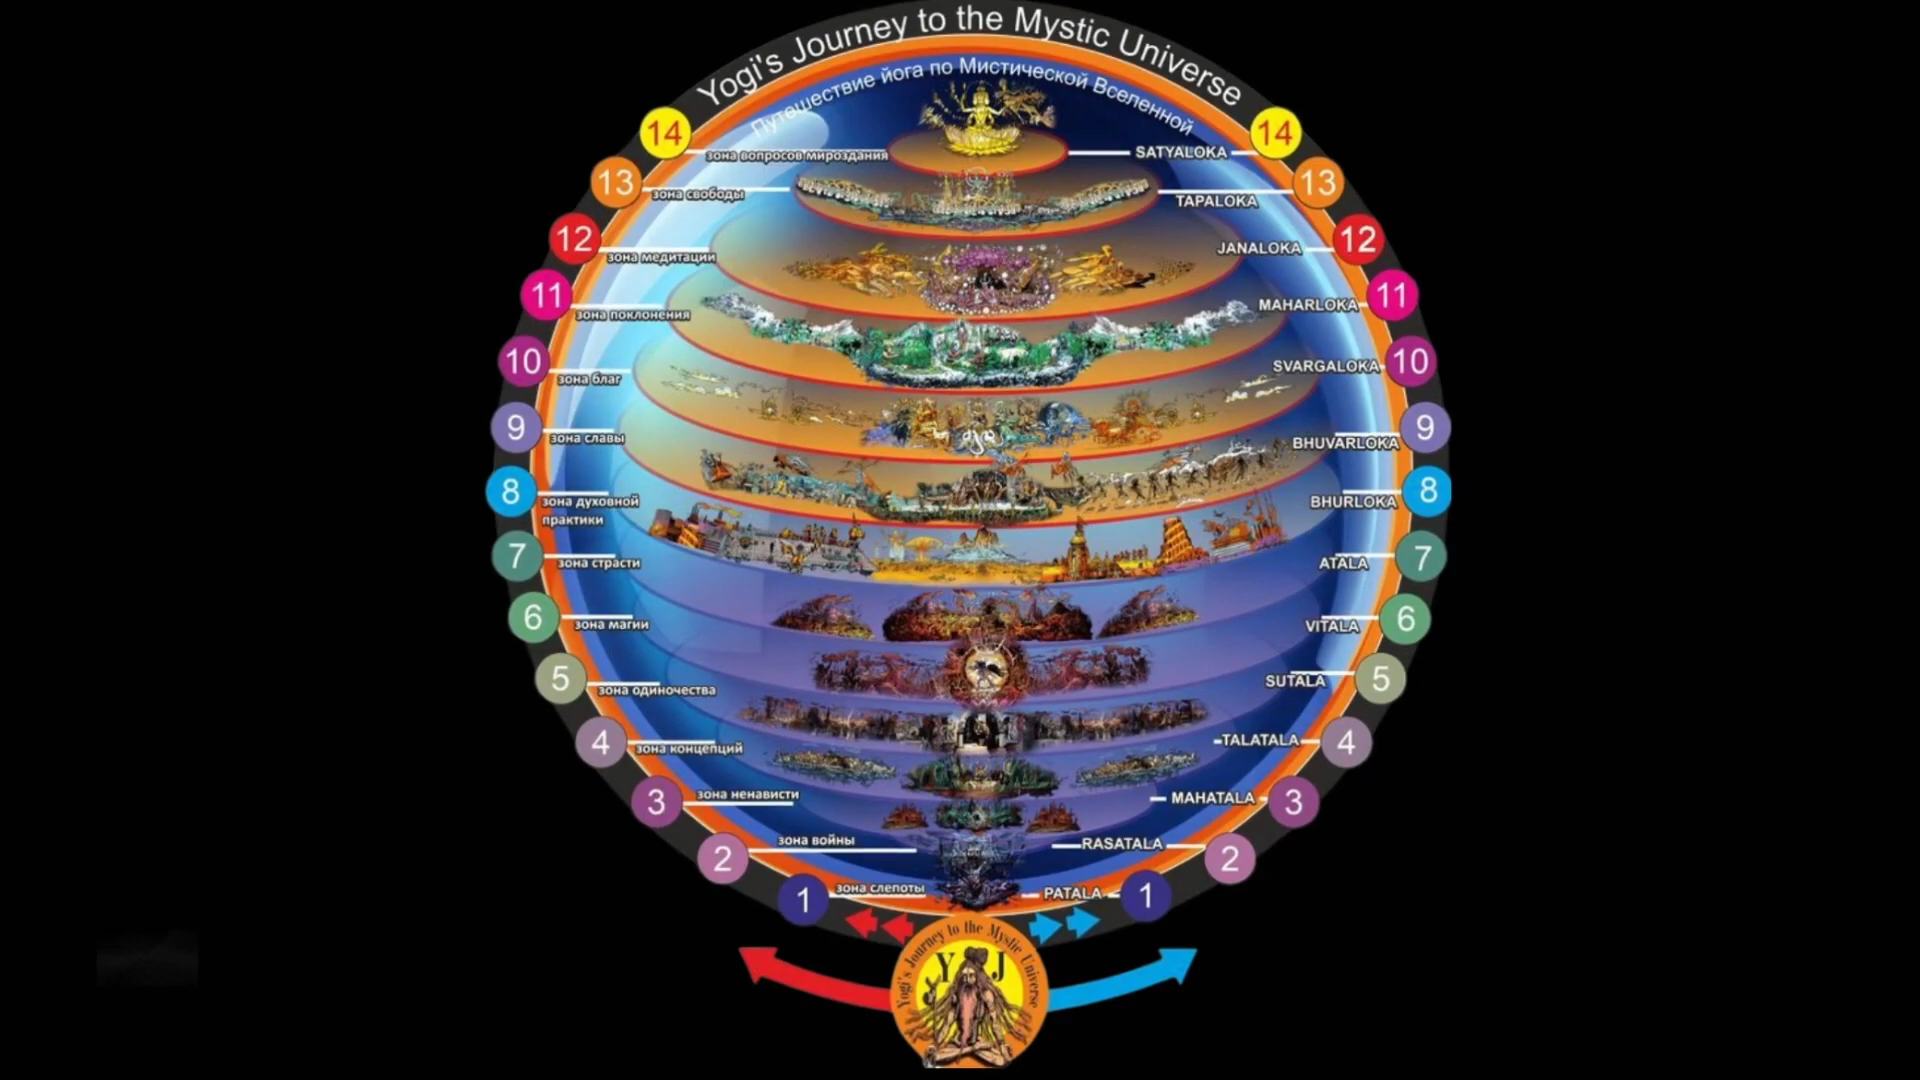 Yogi's Journey to the Mystic Universe
Путешествие йога по Мистической Вселенной
14
зона вопросов мироздания
SATYALOKA
14
13
зона свободы
TAPALOKA
13
12
зона медитации
JANALOKA
12
11
зона поклонения
MAHARLOKA
11
10
зона благ
SVARGALOKA
10
9
зона славы
BHUVARLOKA
9
8
зона духовной
практики
BHURLOKA
8
7
зона страсти
ATALA
7
6
зона магии
VITALA
6
5
зона одиночества
SUTALA
5
4
зона концепций
TALATALA
4
3
зона ненависти
MAHATALA
3
2
зона войны
RASATALA
2
1
зона слепоты
PATALA
1
Yogi's Journey to the Mystic Universe
Y J